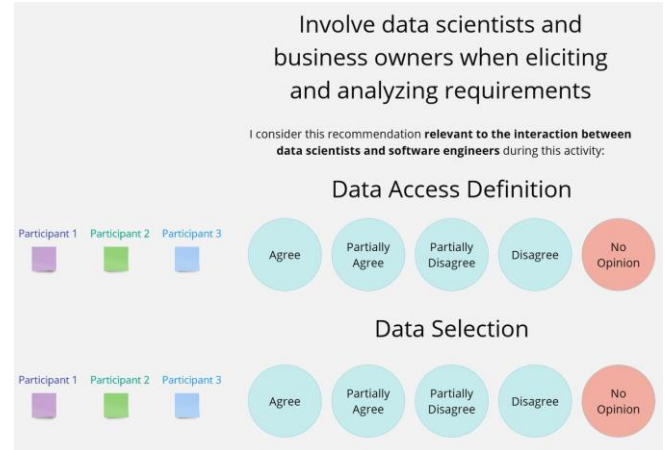 Involve data scientists and
business owners when eliciting
and analyzing requirements
I consider this recommendation relevant to the interaction between
data scientists and software engineers during this activity:
Data Access Definition
Participant 1 Participant 2 Participant 3
Agree
Partially
Agree
Partially
Disagree
Disagree
No
Opinion
Data Selection
Participant 1 Participant 2 Participant 3
Agree
Partially
Agree
Partially
Disagree
Disagree
No
Opinion